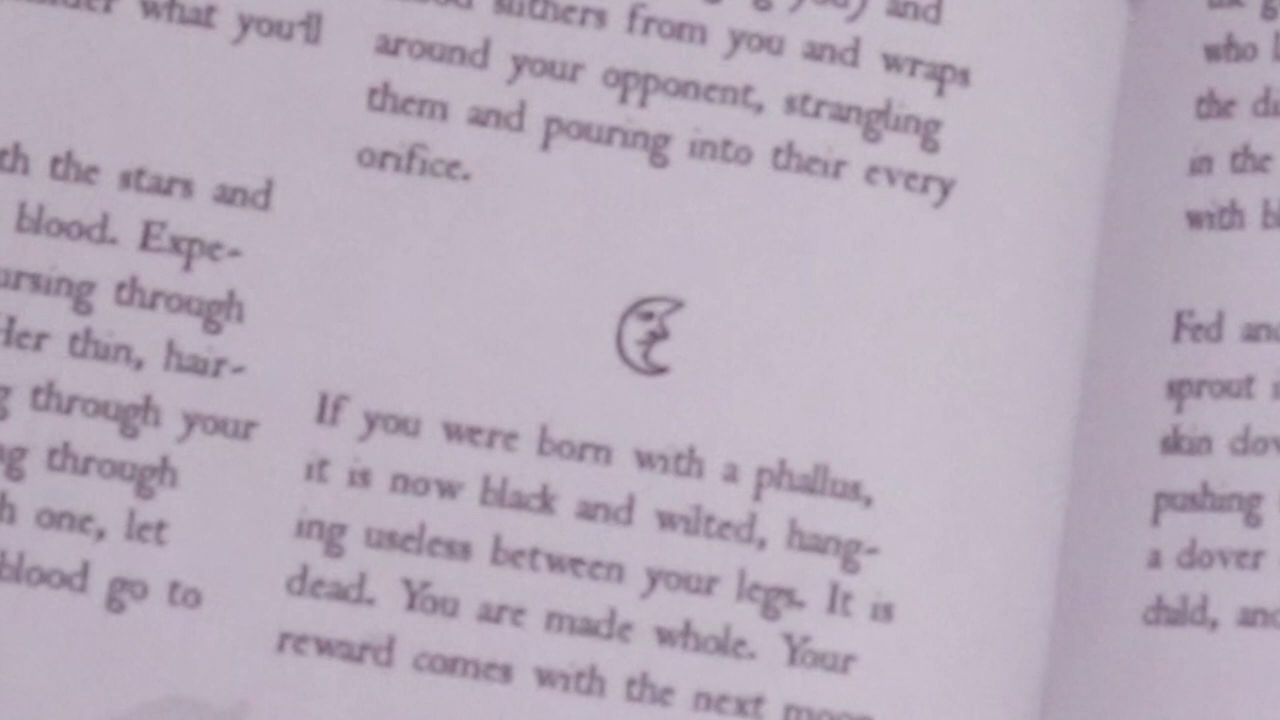 what you'll
th the stars and
blood. Expe-
ursing through
Her thin, hair-
through your
through
one, let
blood go to
slithers from you and wraps
around your opponent, strangling
them and pouring into their every
orifice.
If you were born with a phallus,
it is now black and wilted, hang-
ing useless between your legs. It is
dead. You are made whole. Your
reward comes with the next moon
who
the
in the
with
Fed
sprout
skin
pushing
a dover
child,